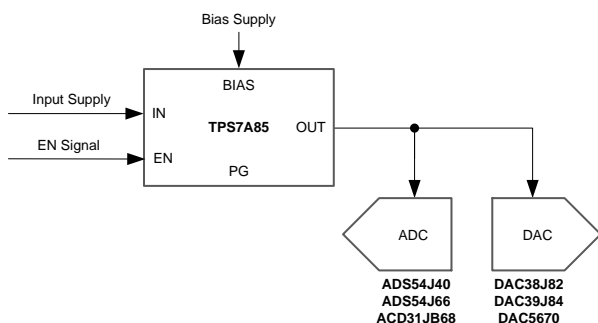 Bias Supply
BIAS
Input Supply
IN
TPS7A85
OUT
EN Signal
EN
PG
ADC
DAC
ADS54J40
ADS54J66
ACD31JB68
DAC38J82
DAC39J84
DAC5670